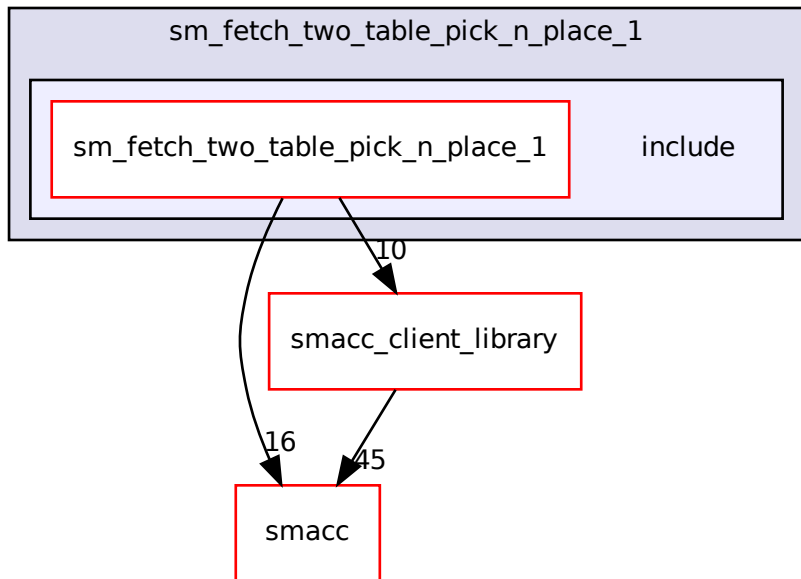 sm_fetch_two_table_pick_n_place_1
sm_fetch_two_table_pick_n_place_1
include
10
smacc_client_library
16
45
smacc